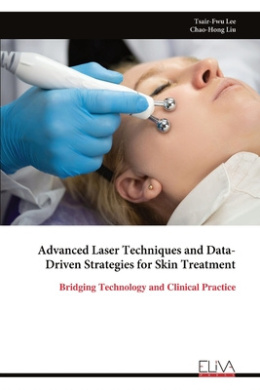 Tsair-Fwu Lee
Chao-Hong Liu
Advanced Laser Techniques and Data-
Driven Strategies for Skin Treatment
Bridging Technology and Clinical Practice
ELIVA
PRESS